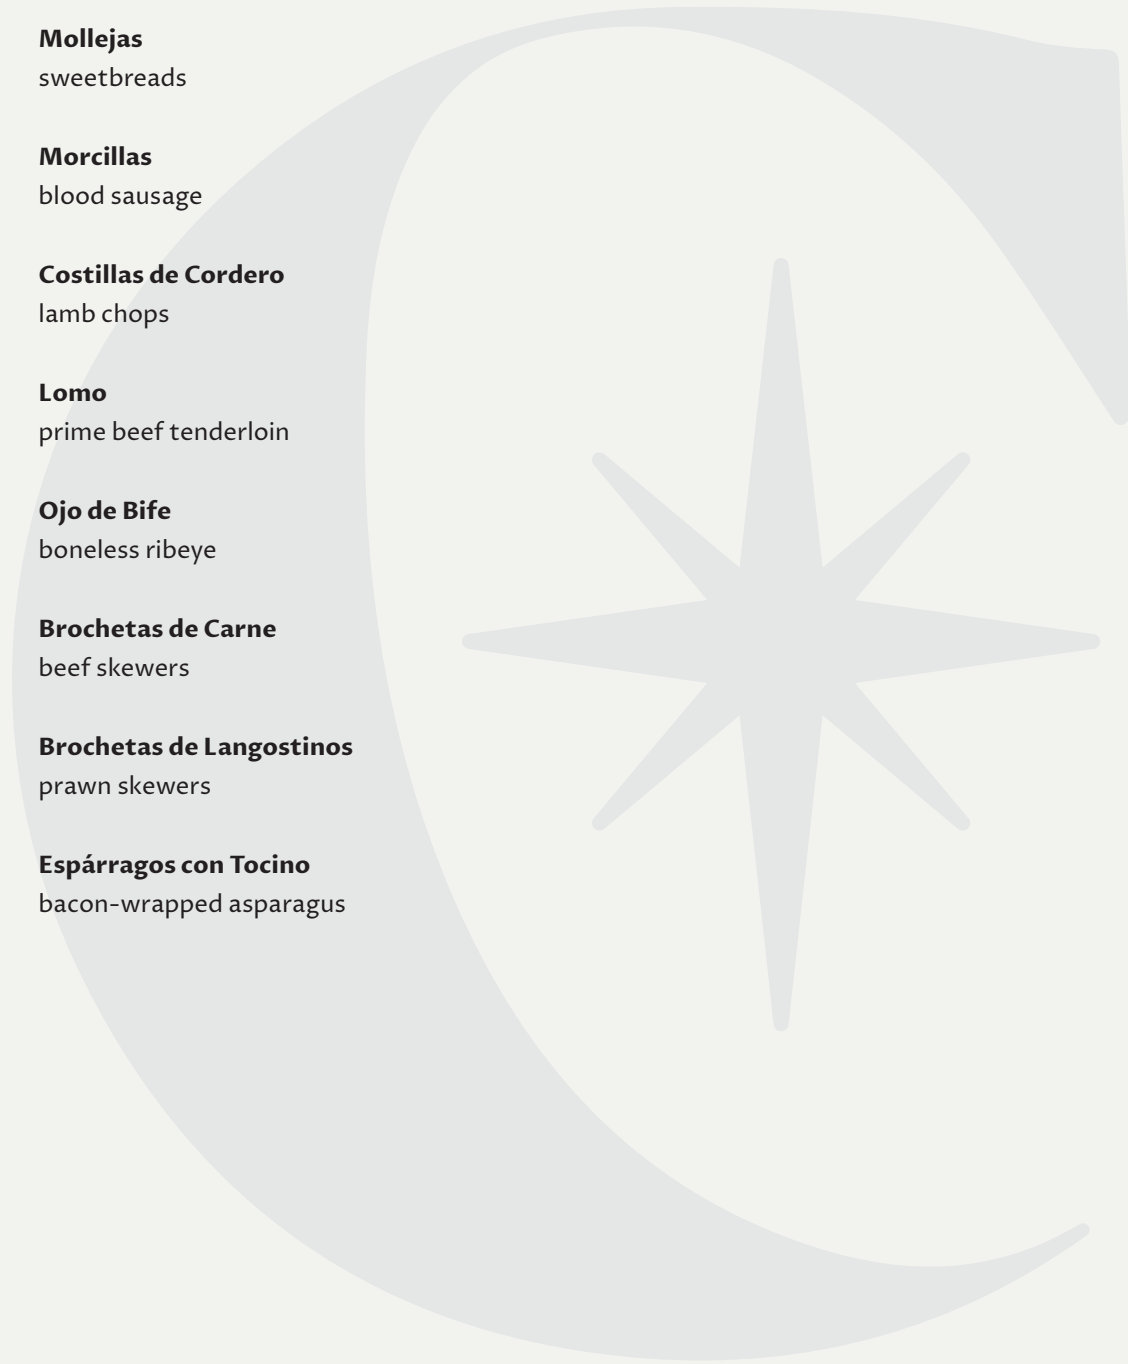 Mollejas
sweetbreads
Morcillas
blood sausage
Costillas de Cordero
lamb chops
Lomo
prime beef tenderloin
Ojo de Bife
boneless ribeye
Brochetas de Carne
beef skewers
Brochetas de Langostinos
prawn skewers
Espárragos con Tocino
bacon-wrapped asparagus